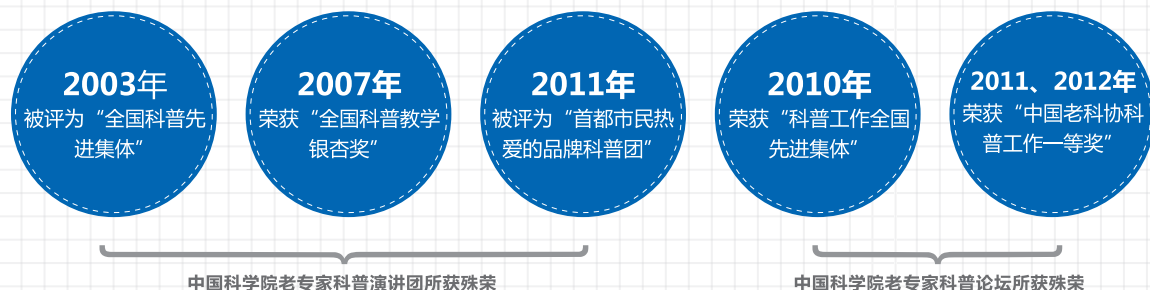 2003年
被评为“全国科普先
进集体”
2007年
荣获“全国科普教学
银杏奖”
2011年
被评为“首都市民热
爱的品牌科普团”
2010年
荣获“科普工作全国
先进集体”
2011、2012年
荣获“中国老科协科
普工作一等奖”
中国科学院老专家科普演讲团所获殊荣
中国科学院老专家科普论坛所获殊荣